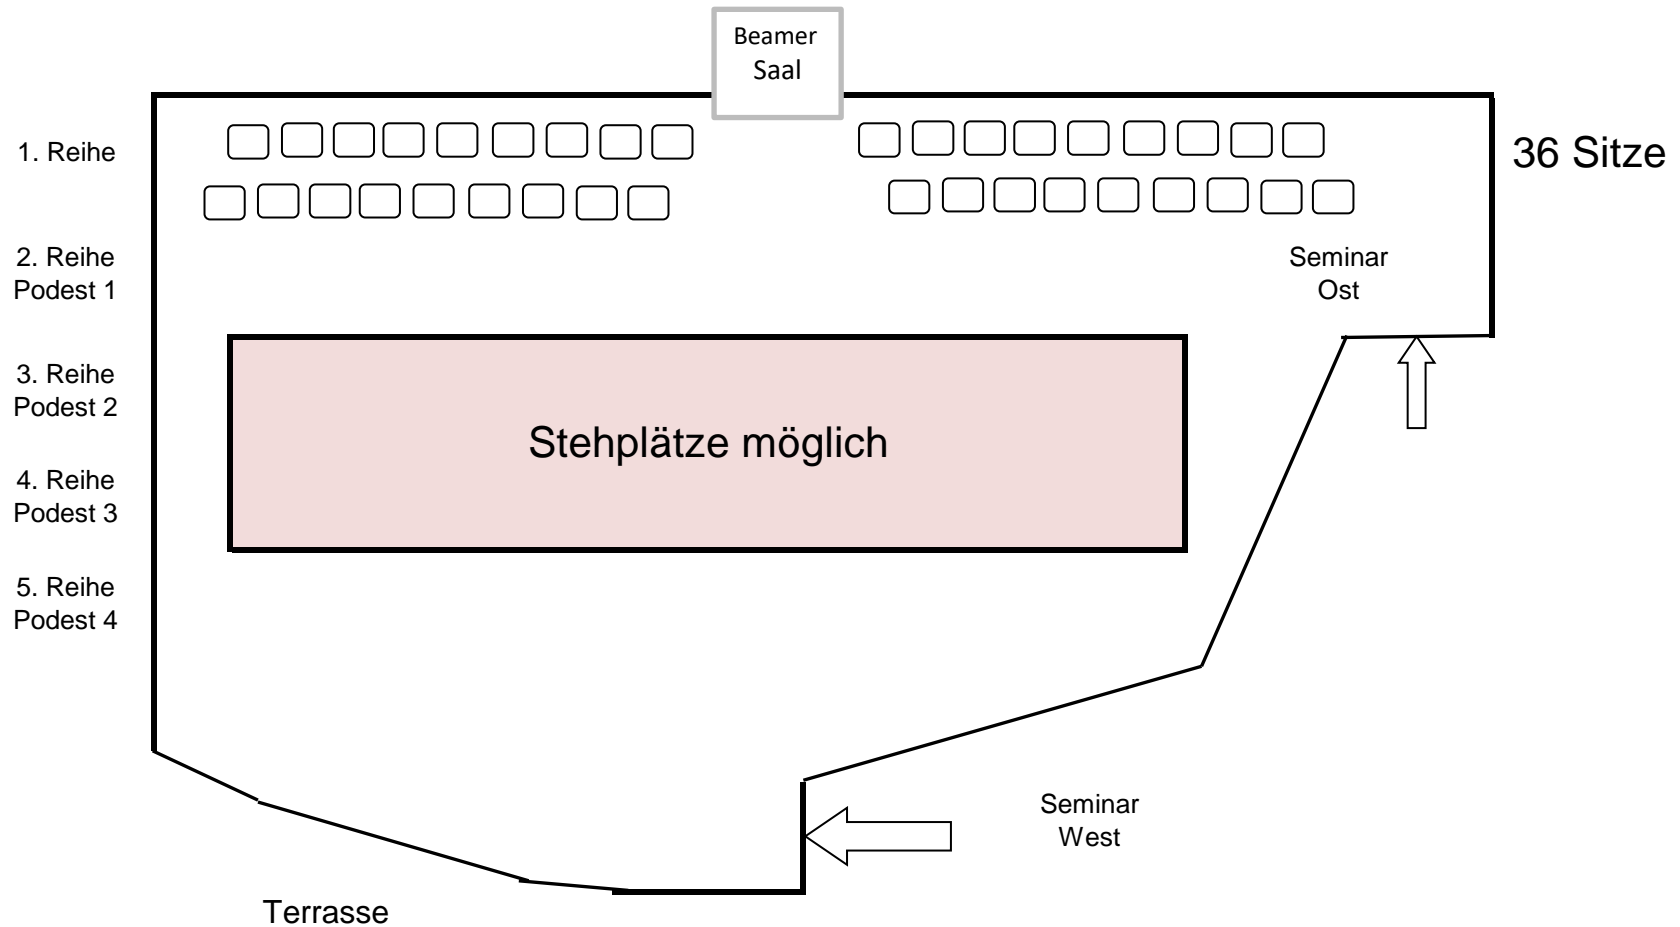 Beamer
Saal
1. Reihe
36 Sitze
2. Reihe
Podest 1
Seminar
Ost
3. Reihe
Podest 2
Stehplätze möglich
4. Reihe
Podest 3
5. Reihe
Podest 4
Seminar
West
Terrasse